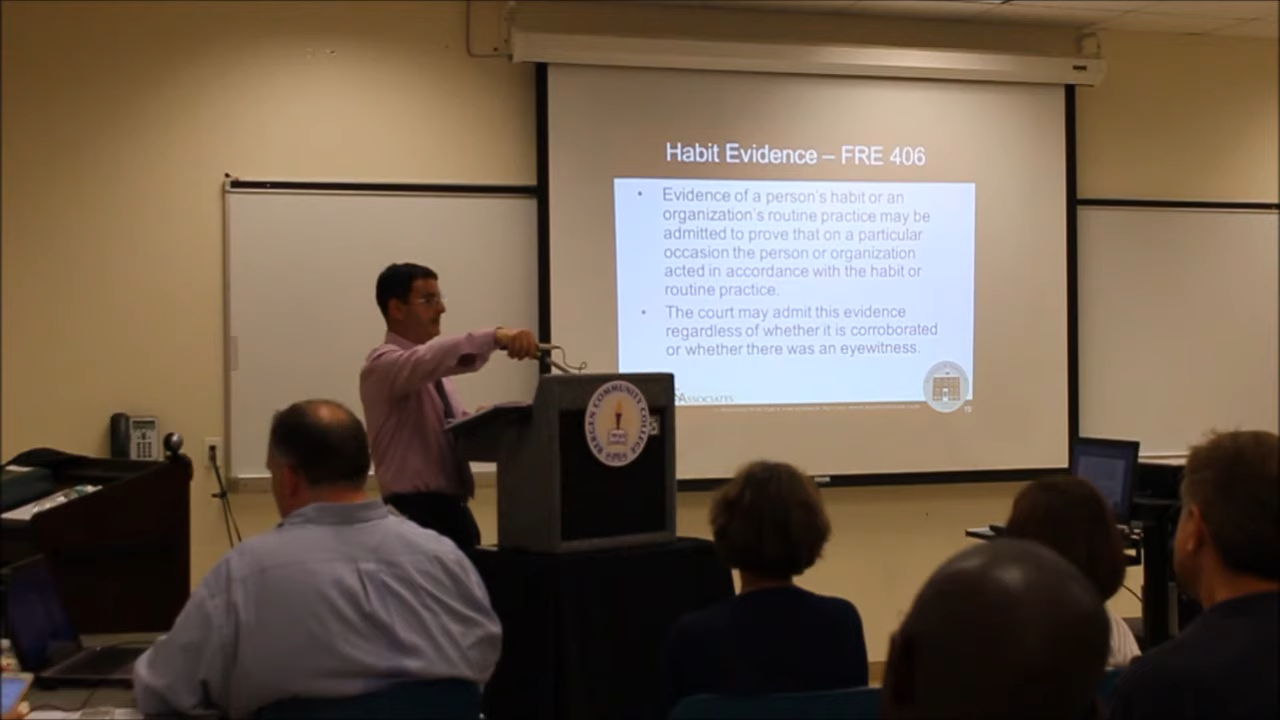 Habit Evidence – FRE 406
• Evidence of a person's habit or an
organization's routine practice may be
admitted to prove that on a particular
occasion the person or organization
acted in accordance with the habit or
routine practice.
• The court may admit this evidence
regardless of whether it is corroborated
or whether there was an eyewitness.
ASSOCIATES
BERGEN COMMUNITY COLLEGE